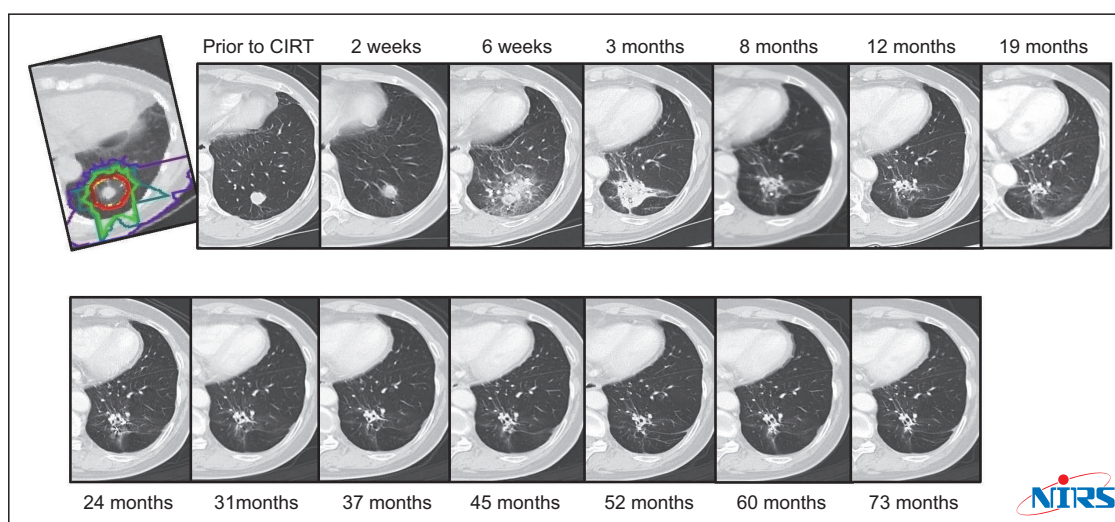 Prior to CIRT 2 weeks 6 weeks 3 months 8 months 12 months 19 months
24 months 31months 37 months 45 months 52 months 60 months 73 months
NIRS